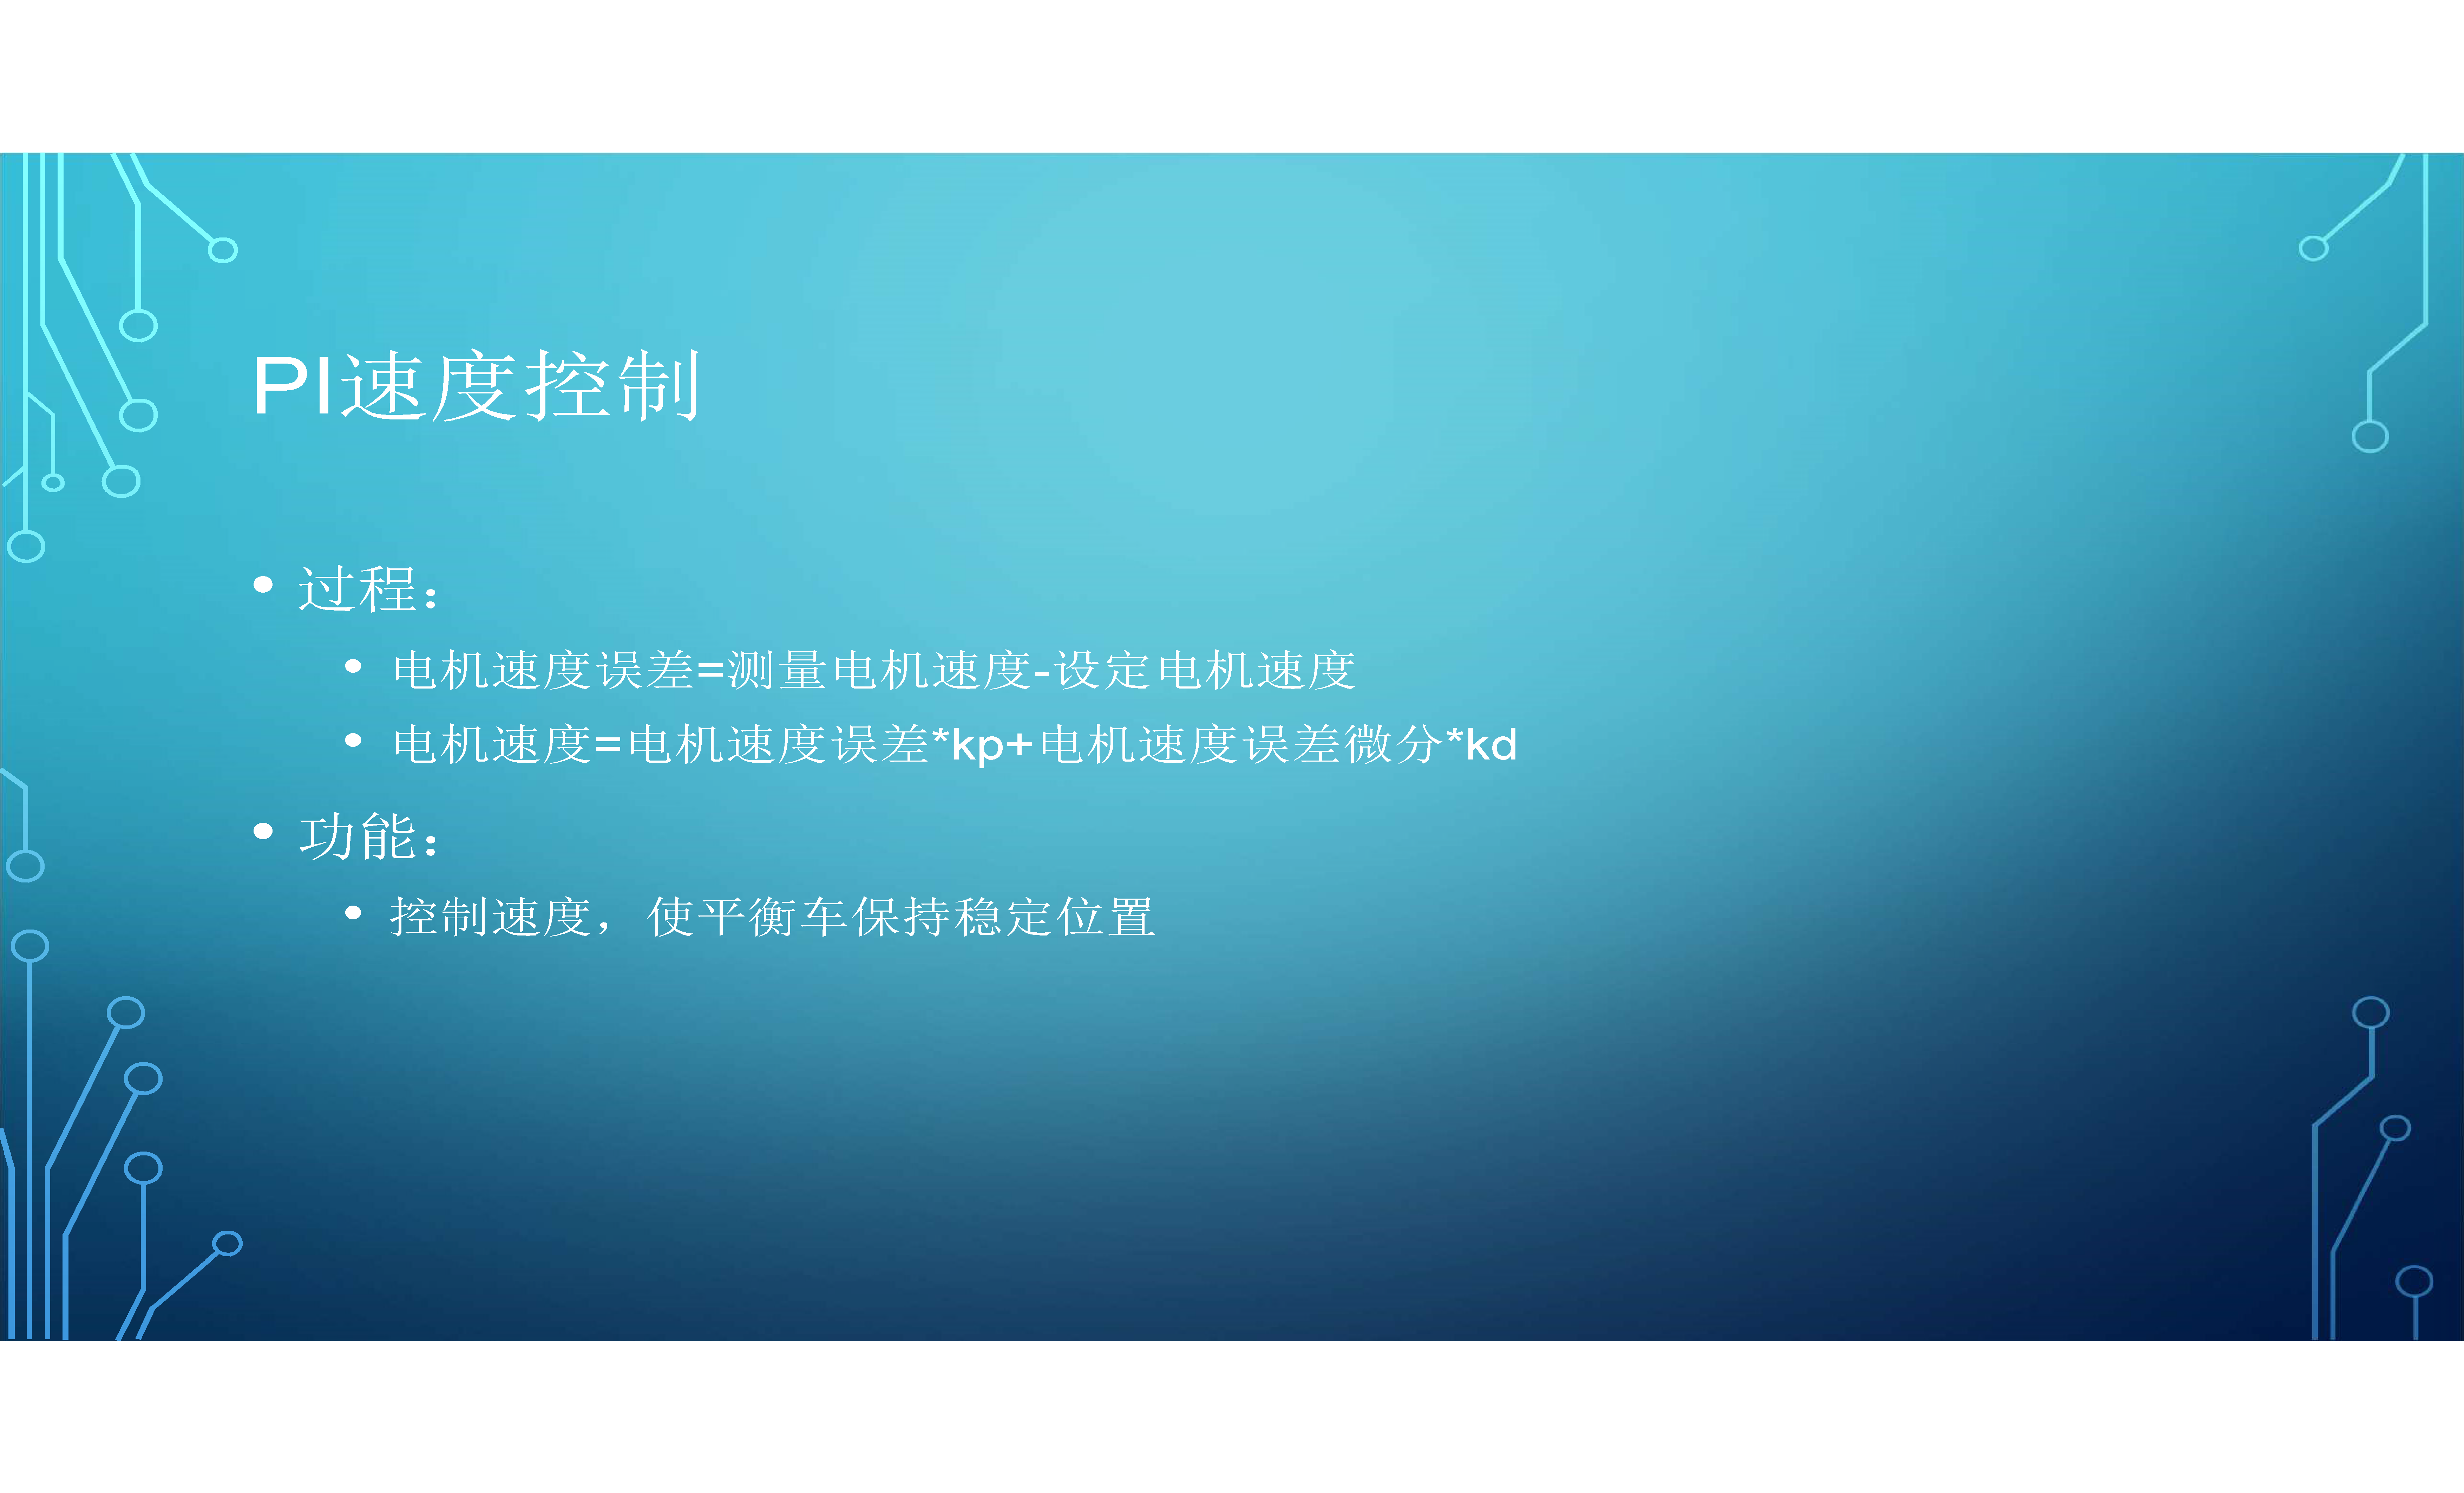 PI速度控制
• 过程：
• 电机速度误差=测量电机速度-设定电机速度
• 电机速度=电机速度误差*kp+电机速度误差微分*kd
• 功能：
• 控制速度，使平衡车保持稳定位置